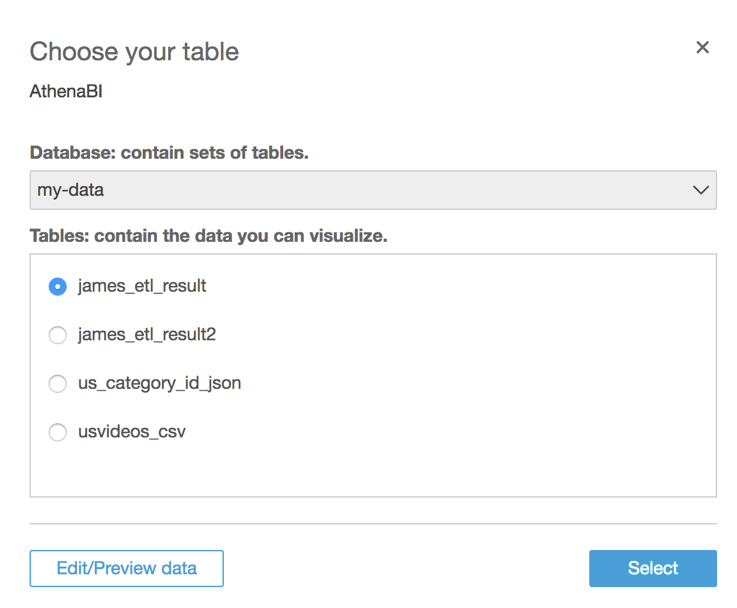 Choose your table
AthenaBI
Database: contain sets of tables.
my-data
Tables: contain the data you can visualize.
james_etl_result
james_etl_result2
us_category_id_json
usvideos_csv
Edit/Preview data
Select